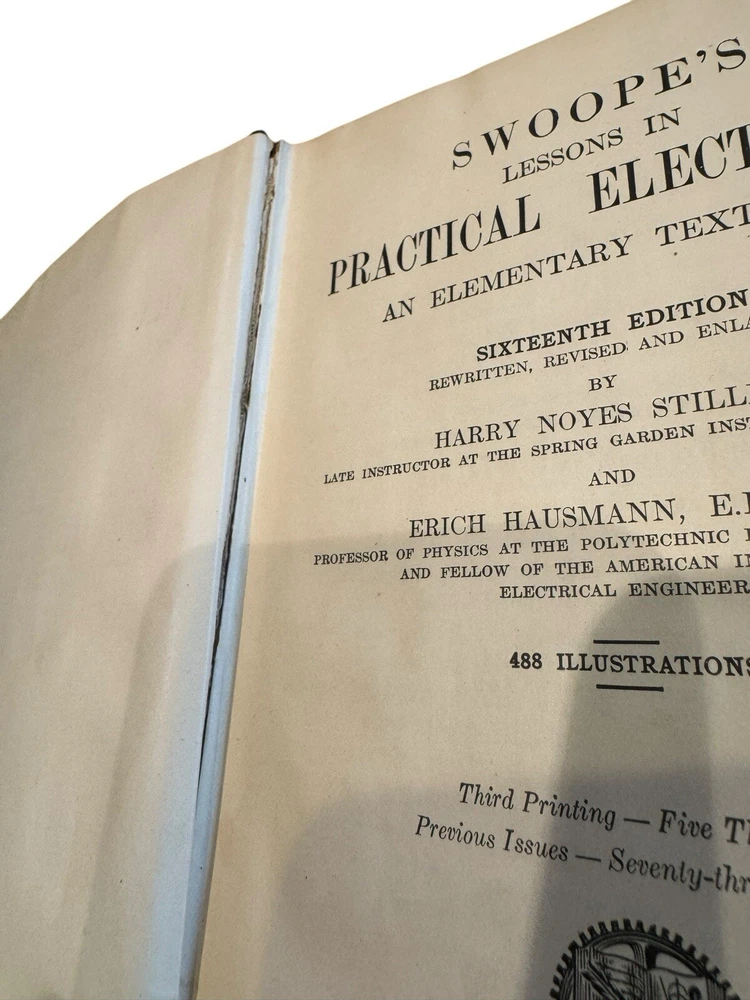 SWOOPE'S
LESSONS IN
PRACTICAL ELECT
AN ELEMENTARY TEXT
SIXTEENTH EDITION
REWRITTEN, REVISED AND ENLA
BY
HARRY NOYES STILL
LATE INSTRUCTOR AT THE SPRING GARDEN INST
AND
ERICH HAUSMANN, E.
PROFESSOR OF PHYSICS AT THE POLYTECHNIC
AND FELLOW OF THE AMERICAN IN
ELECTRICAL ENGINEER
488 ILLUSTRATIONS
Third Printing — Five Th
Previous Issues — Seventy-thr